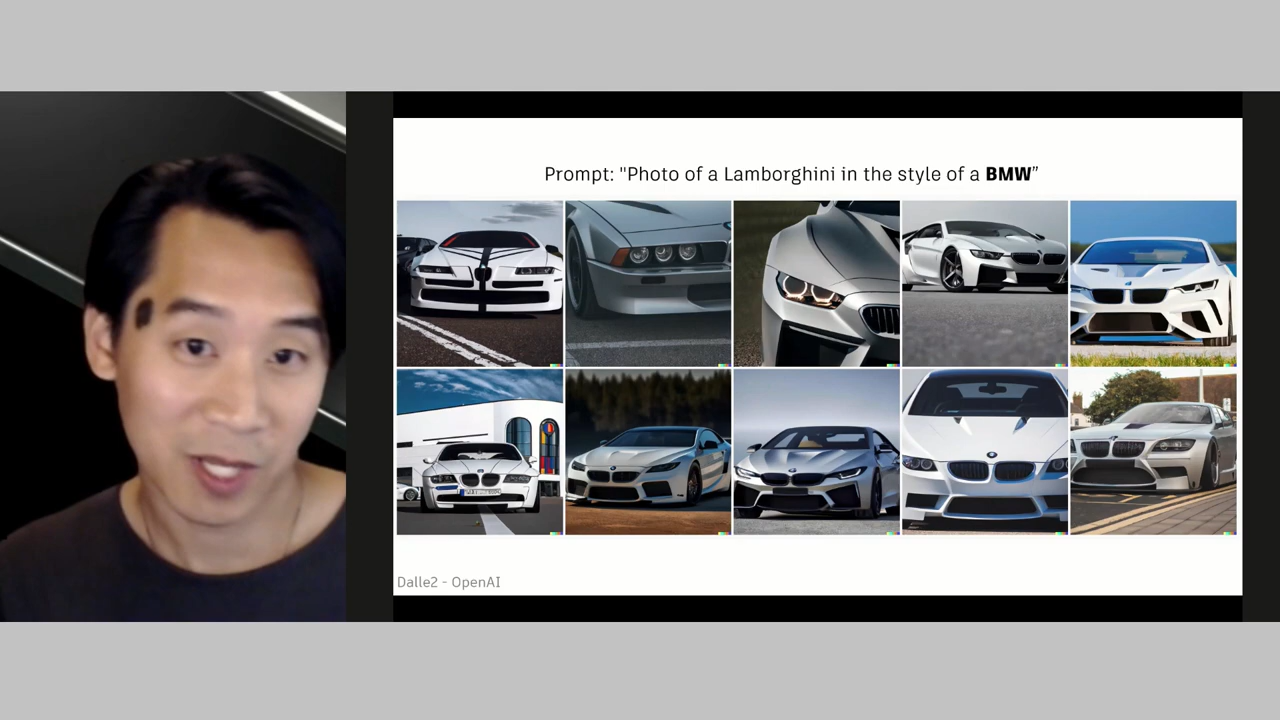 Prompt: "Photo of a Lamborghini in the style of a BMW”
Dalle2 - OpenAI